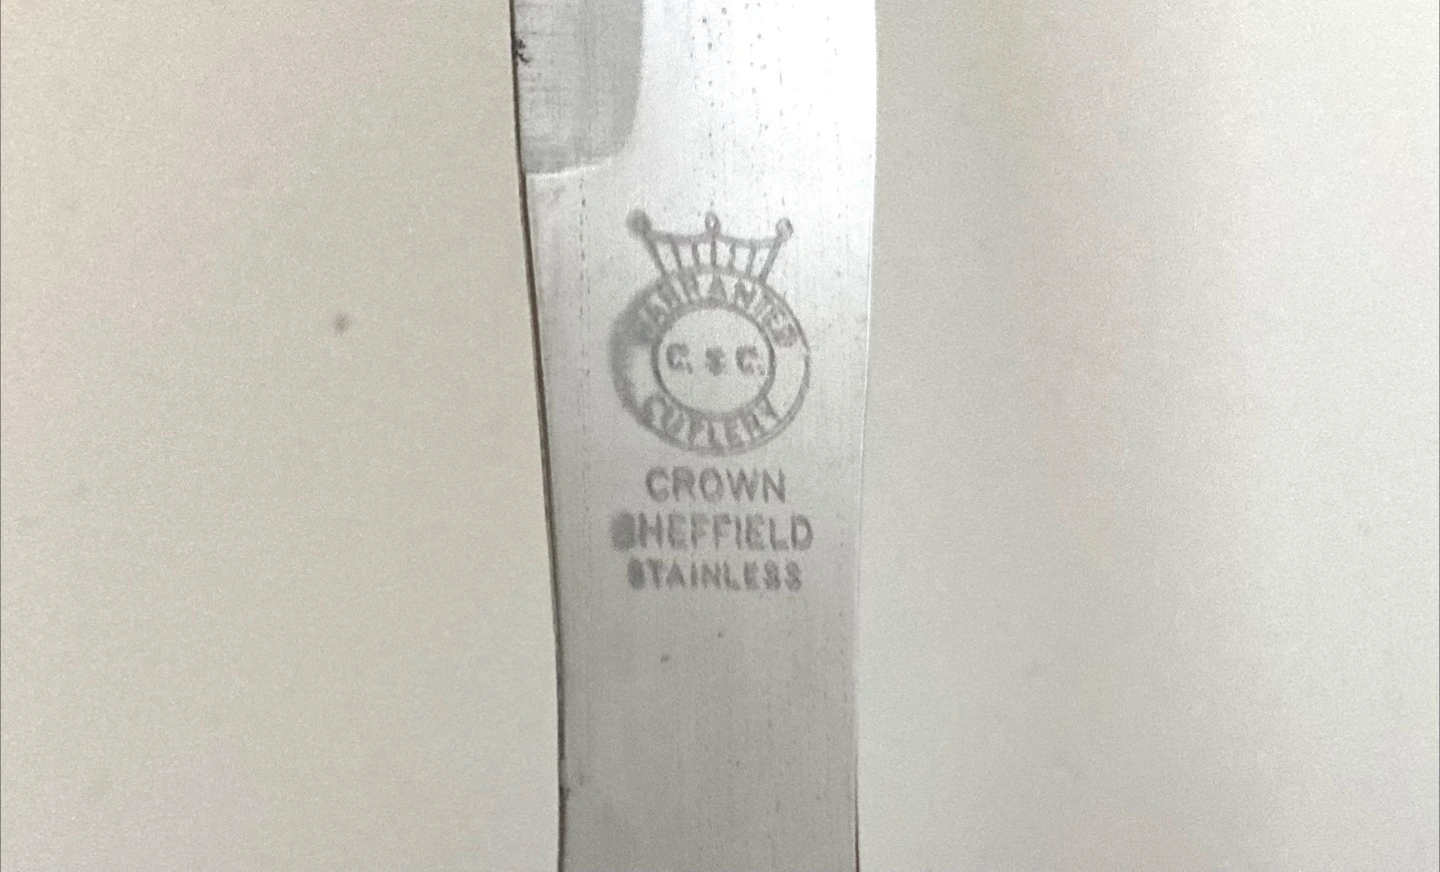 WARRANTED
C. & C.
CUTLERY
CROWN
SHEFFIELD
STAINLESS